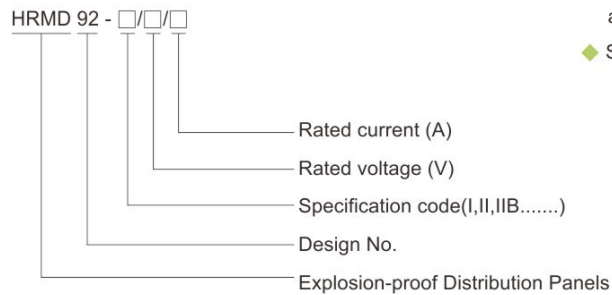 HRMD 92 - □/□/□
Rated current (A)
Rated voltage (V)
Specification code(I,II,IIB.......)
Design No.
Explosion-proof Distribution Panels